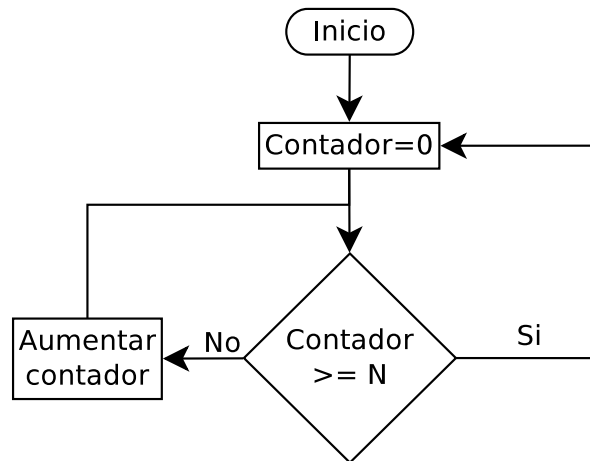 Inicio
Contador=0
Aumentar
contador
No
Contador
>= N
Si